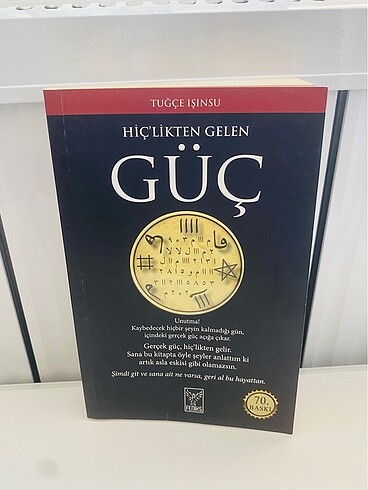 TUĞÇE IŞINSU
HİÇ'LİKTEN GELEN
GÜÇ
Unutma!
Kaybedecek hiçbir şeyin kalmadığı gün,
içindeki gerçek güç açığa çıkar.
Gerçek güç, hiç'likten gelir.
Sana bu kitapta öyle şeyler anlattım ki
artık asla eskisi gibi olamazsın.
Şimdi git ve sana ait ne varsa, geri al bu hayattan.
70.
BASKI